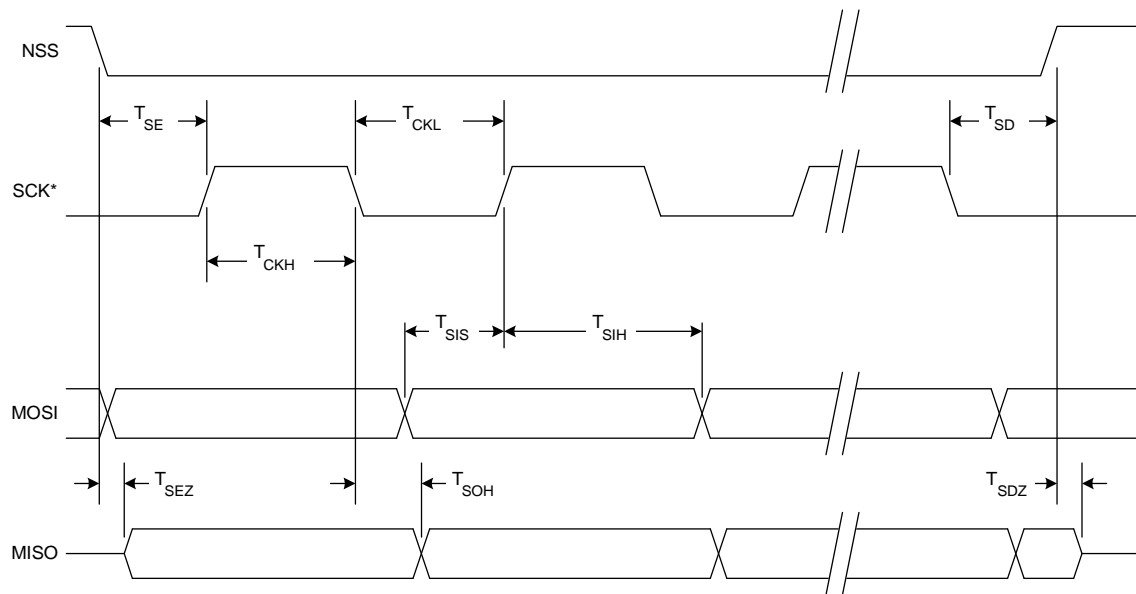 NSS
T_SE
T_CKL
T_SD
SCK*
T_CKH
T_SIS
T_SIH
MOSI
T_SEZ
T_SOH
T_SDZ
MISO